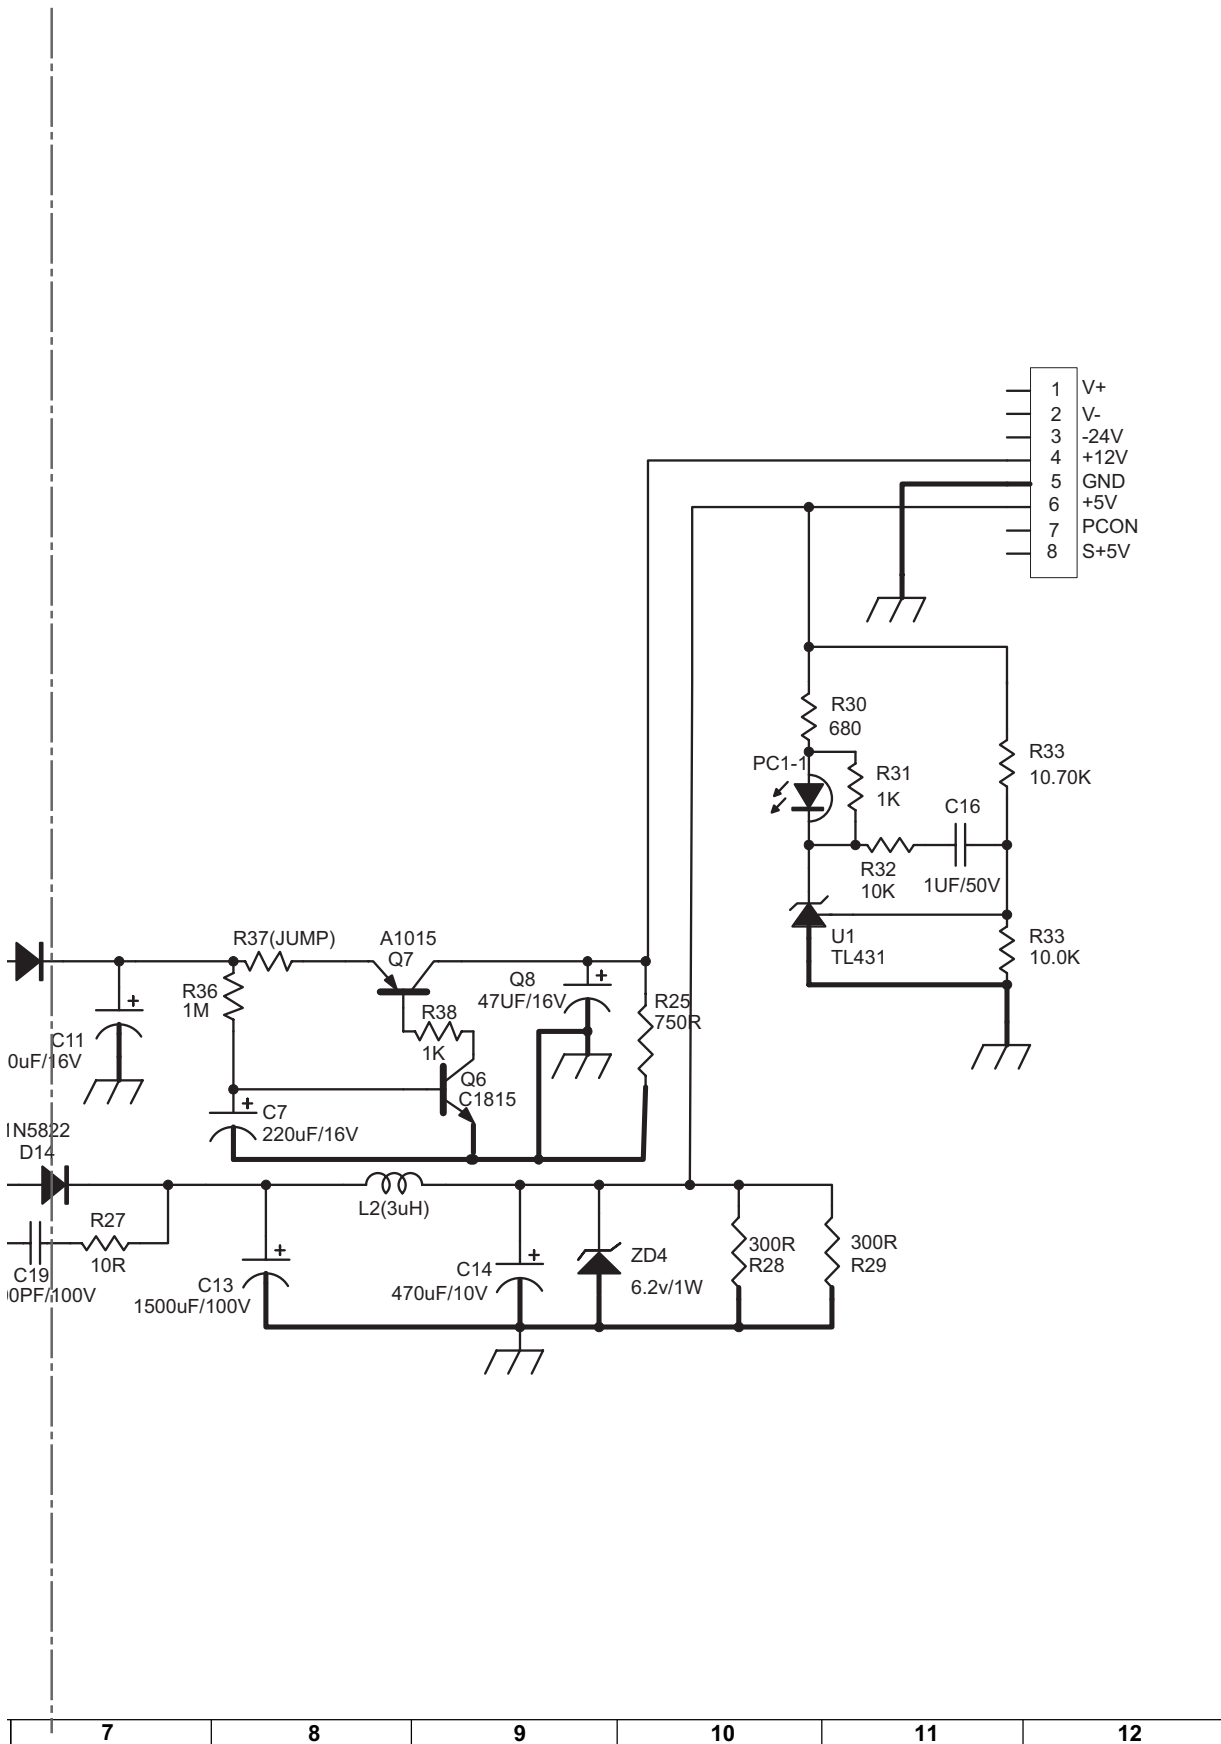 1 V+
2 V-
3 -24V
4 +12V
5 GND
6 +5V
7 PCON
8 S+5V
R30
680
PC1-1
R31
1K
R33
10.70K
C16
1UF/50V
R32
10K
U1
TL431
R33
10.0K
R37(JUMP)
A1015
Q7
R36
1M
Q8
47UF/16V
R25
750R
R38
1K
C11
0uF/16V
Q6
C1815
C7
220uF/16V
1N5822
D14
L2(3uH)
R27
10R
C19
00PF/100V
C13
1500uF/100V
C14
470uF/10V
ZD4
6.2v/1W
300R
R28
300R
R29
7 8 9 10 11 12